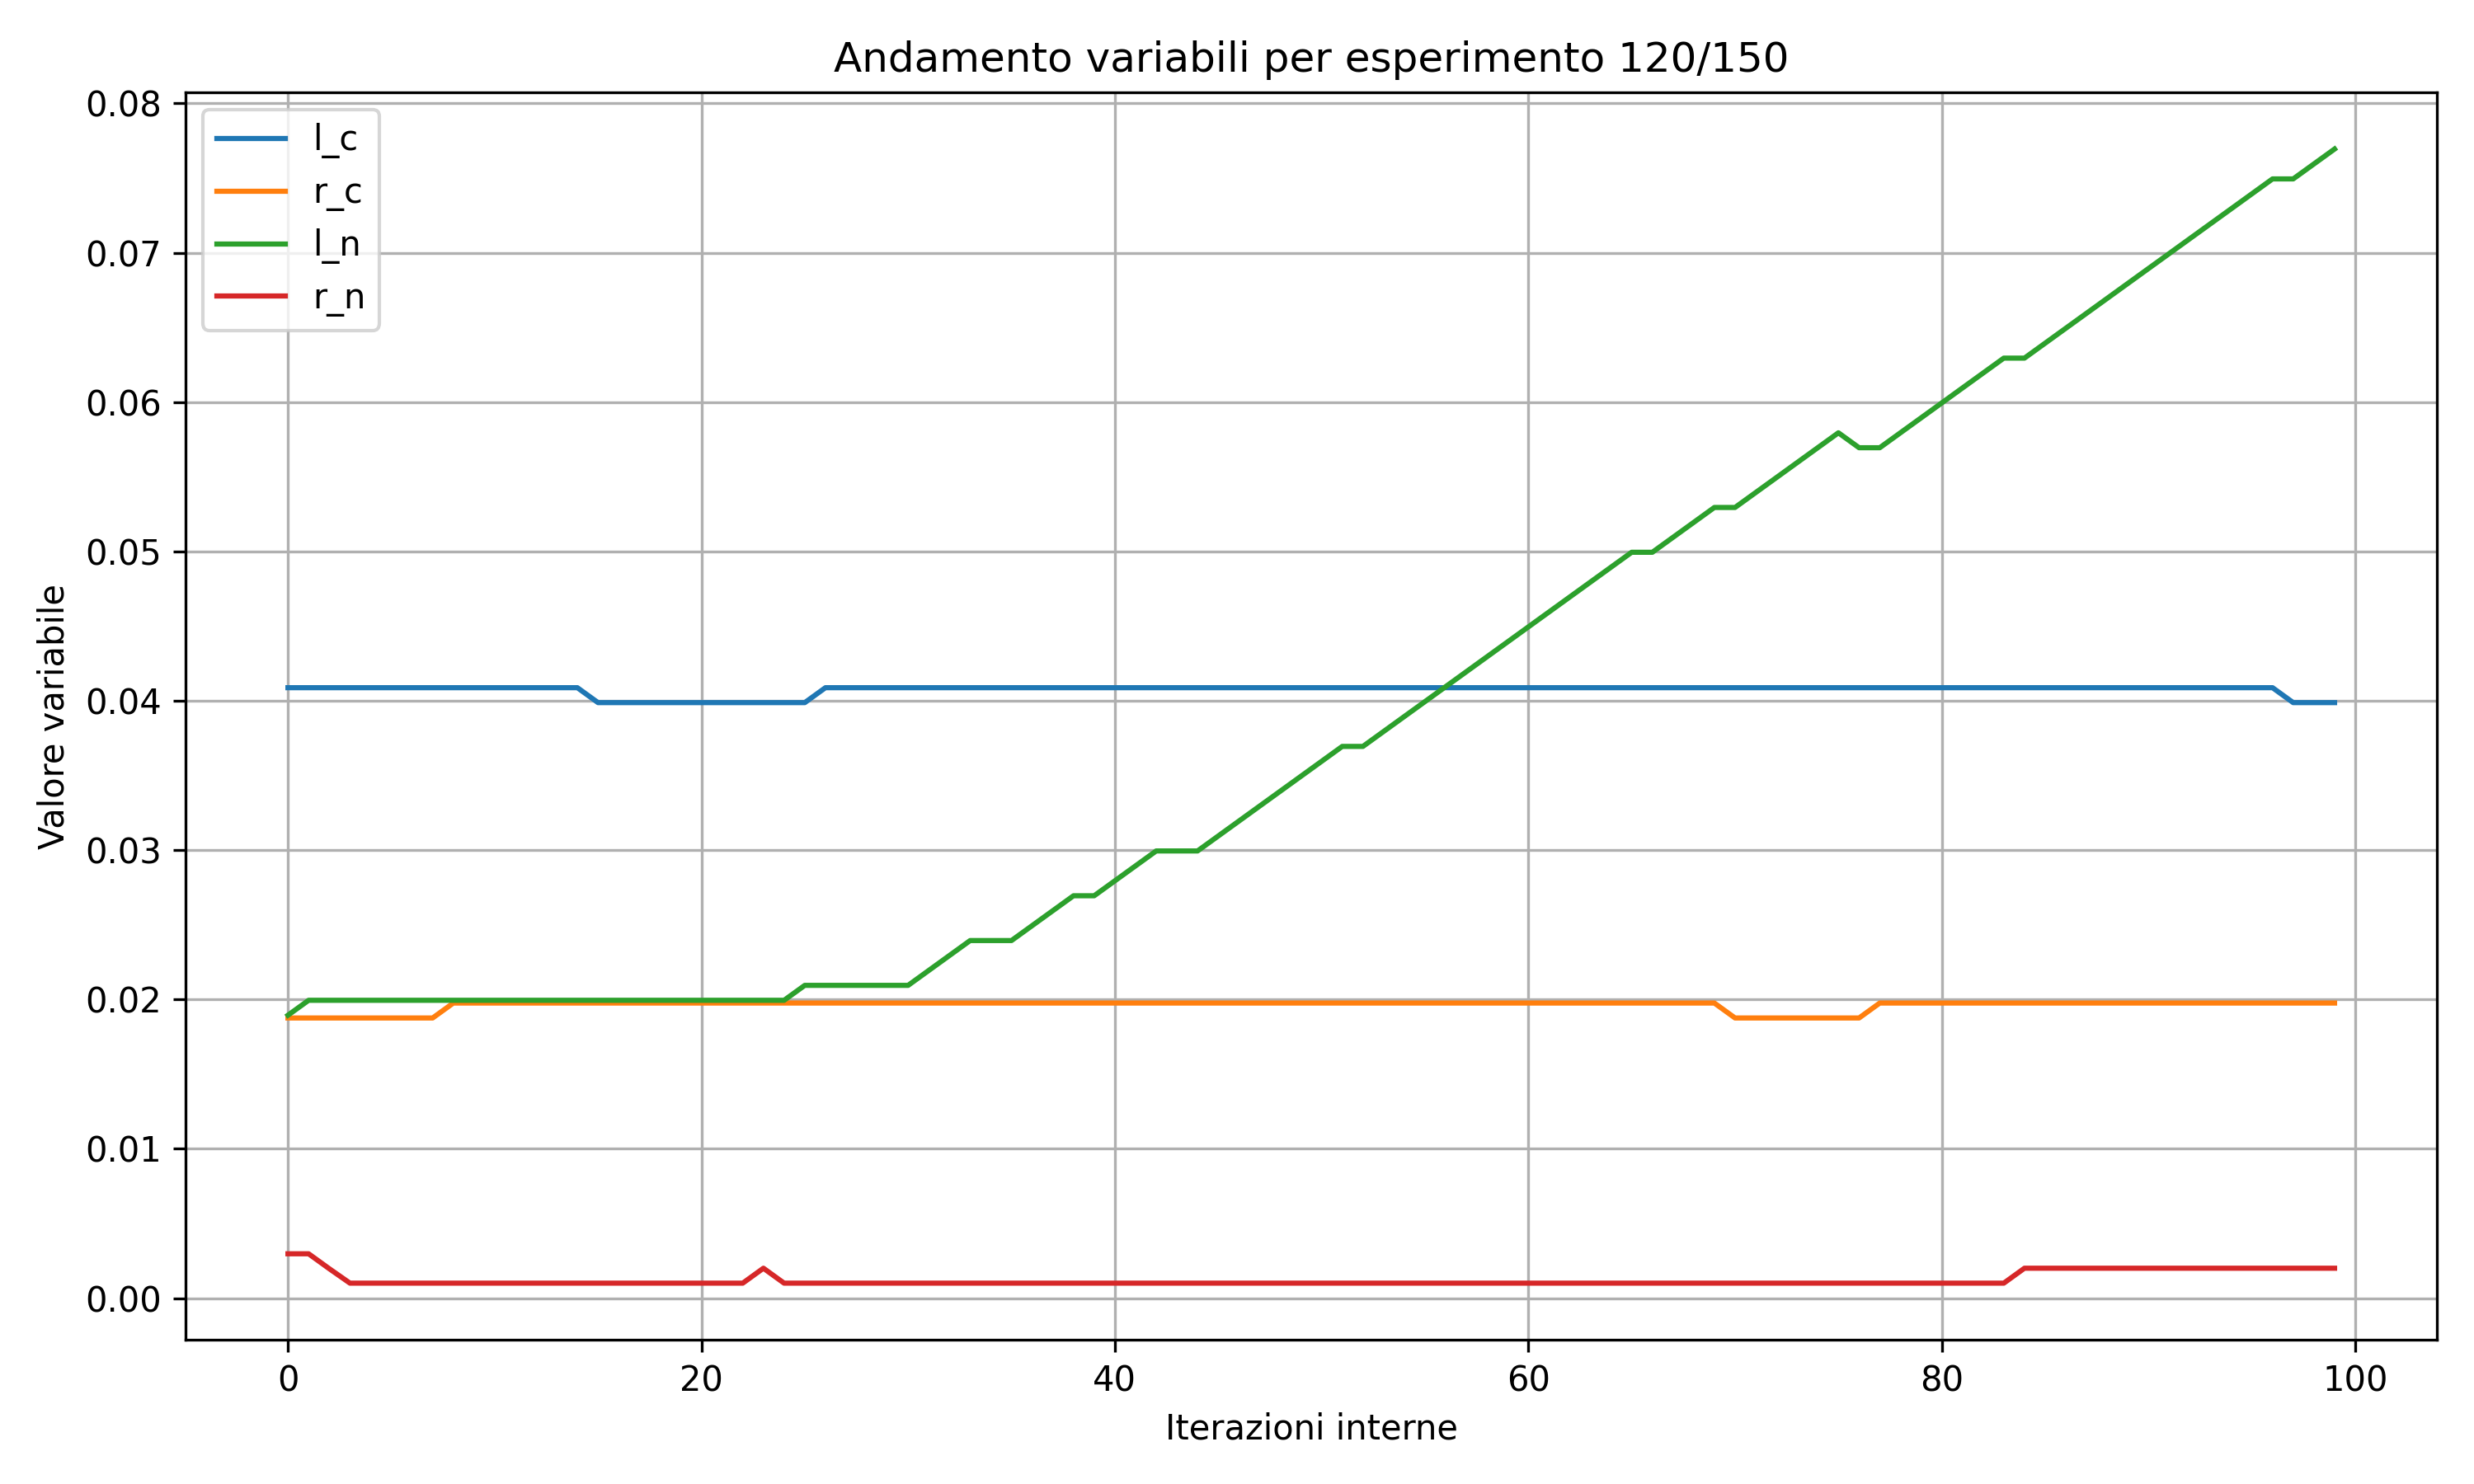 Andamento variabili per esperimento 120/150
l_c
r_c
l_n
r_n
Valore variabile
0.08
0.07
0.06
0.05
0.04
0.03
0.02
0.01
0.00
0 20 40 60 80 100
Iterazioni interne